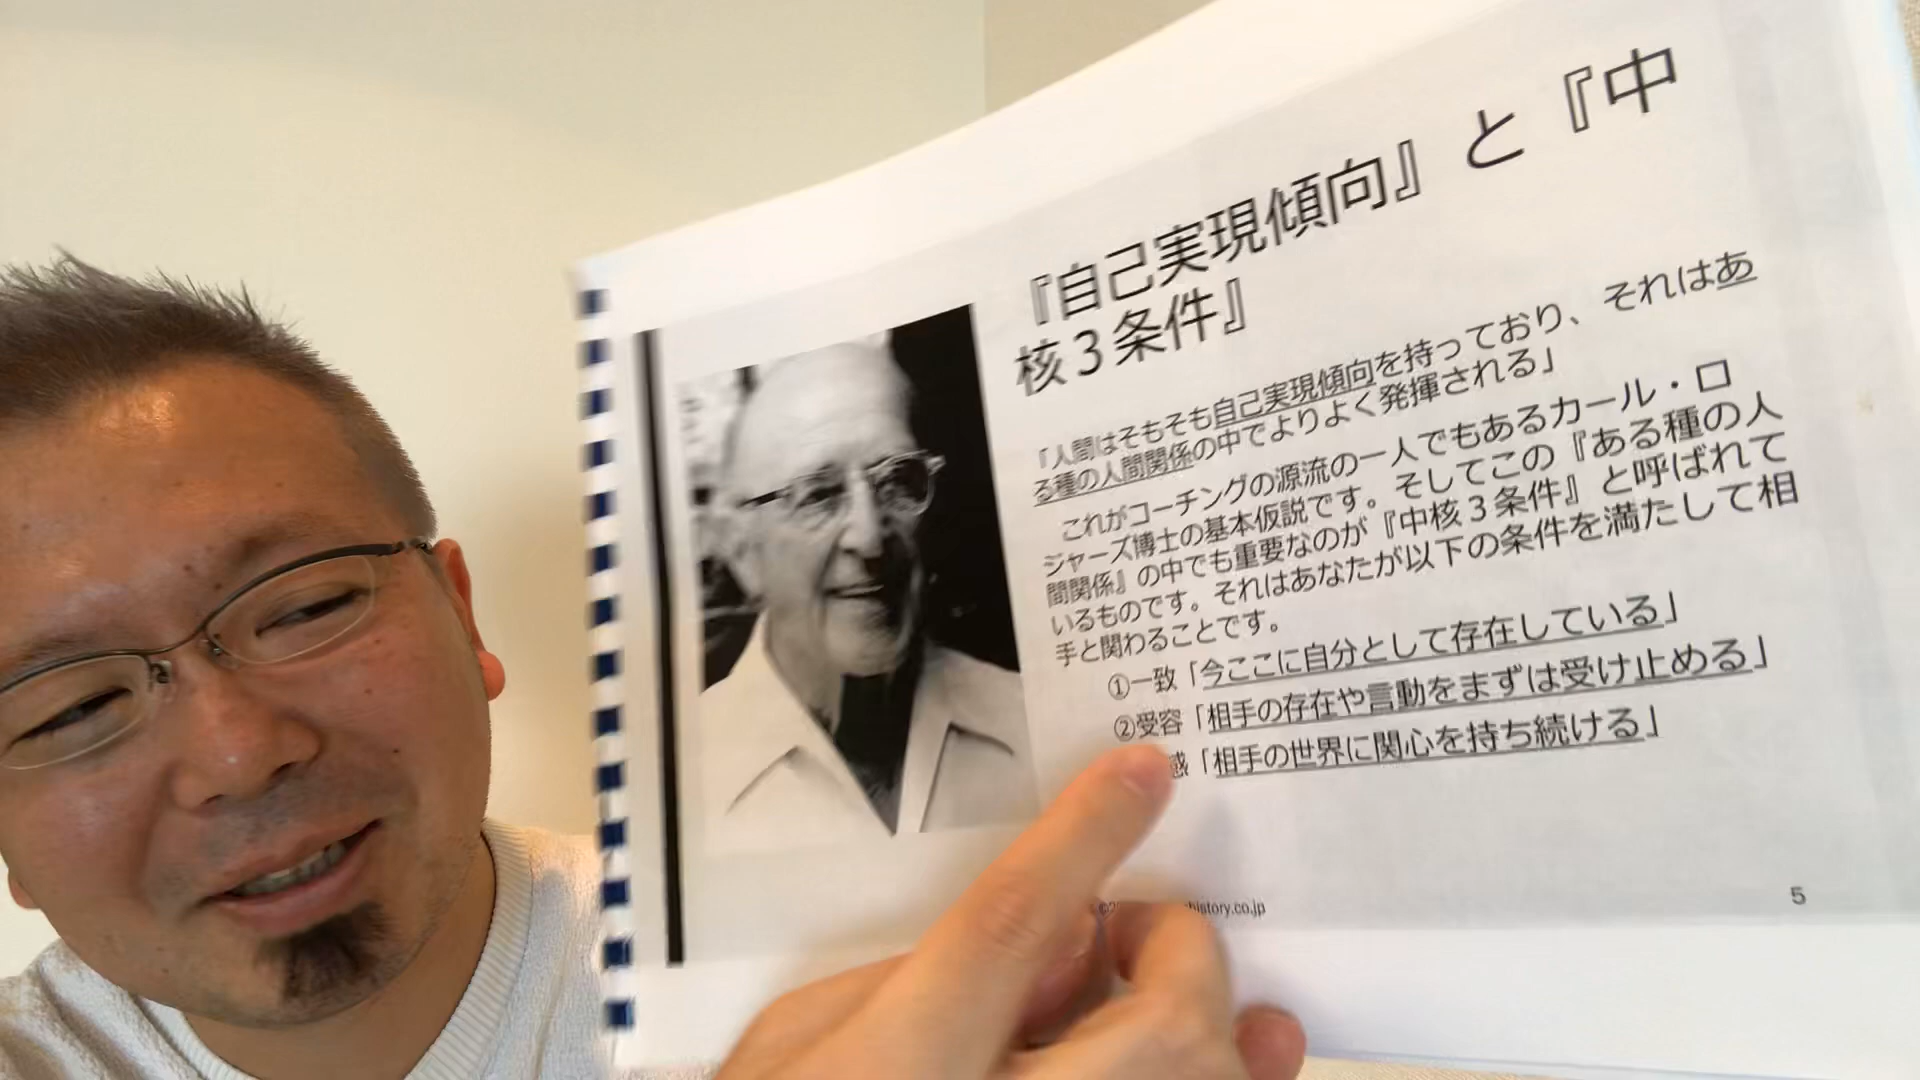 『自己実現傾向』と『中
核３条件』
「人間はそもそも自己実現傾向を持っており、それはあ
る種の人間関係の中でよりよく発揮される」
これがコーチングの源流の一人でもあるカール・ロ
ジャーズ博士の基本仮説です。そしてこの『ある種の人
間関係』の中でも重要なのが『中核３条件』と呼ばれて
いるものです。それはあなたが以下の条件を満たして相
手と関わることです。
①一致「今ここに自分として存在している」
②受容「相手の存在や言動をまずは受け止める」
感「相手の世界に関心を持ち続ける」
history.co.jp
5